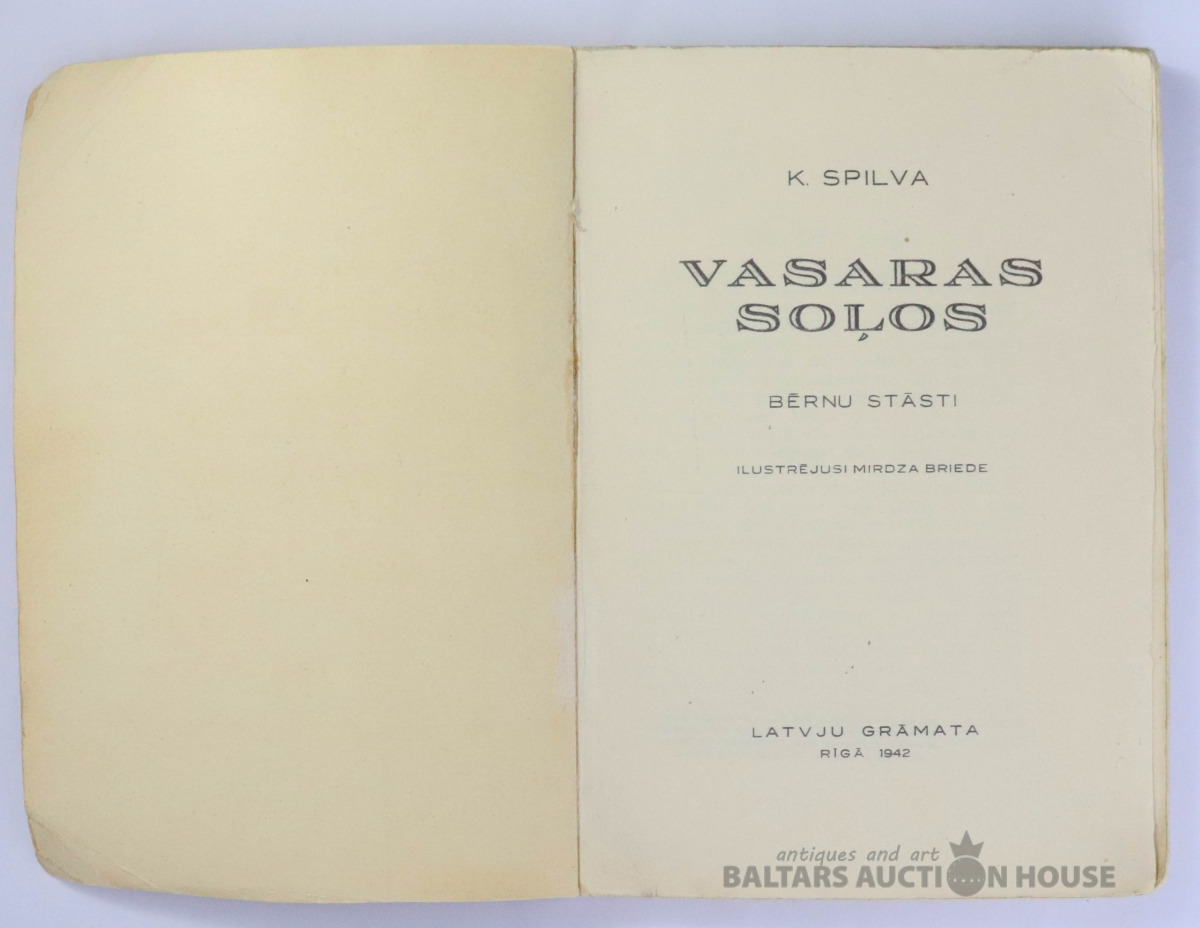 K. SPILVA
VASARAS
SOĻOS
BĒRNU STĀSTI
ILUSTRĒJUSI MIRDZA BRIEDE
LATVJU GRĀMATA
RĪGĀ 1942
antiques and art
BALTARS AUCTION HOUSE